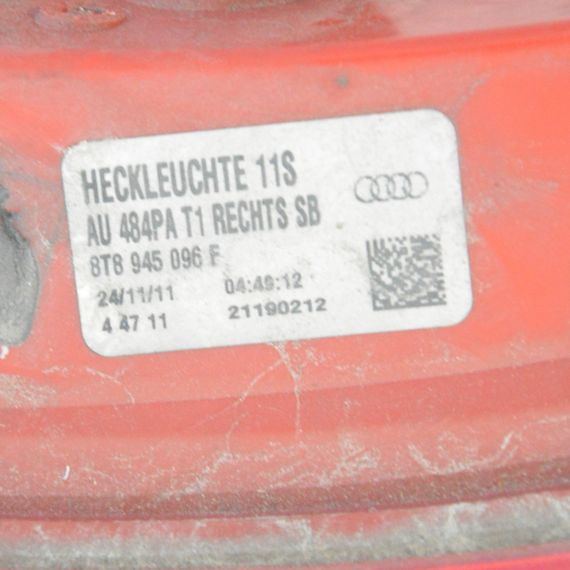 HECKLEUCHTE 11S
AU 484PA T1 RECHTS SB
8T8 945 096 F
24/11/11 04:49:12
4 47 11 21190212